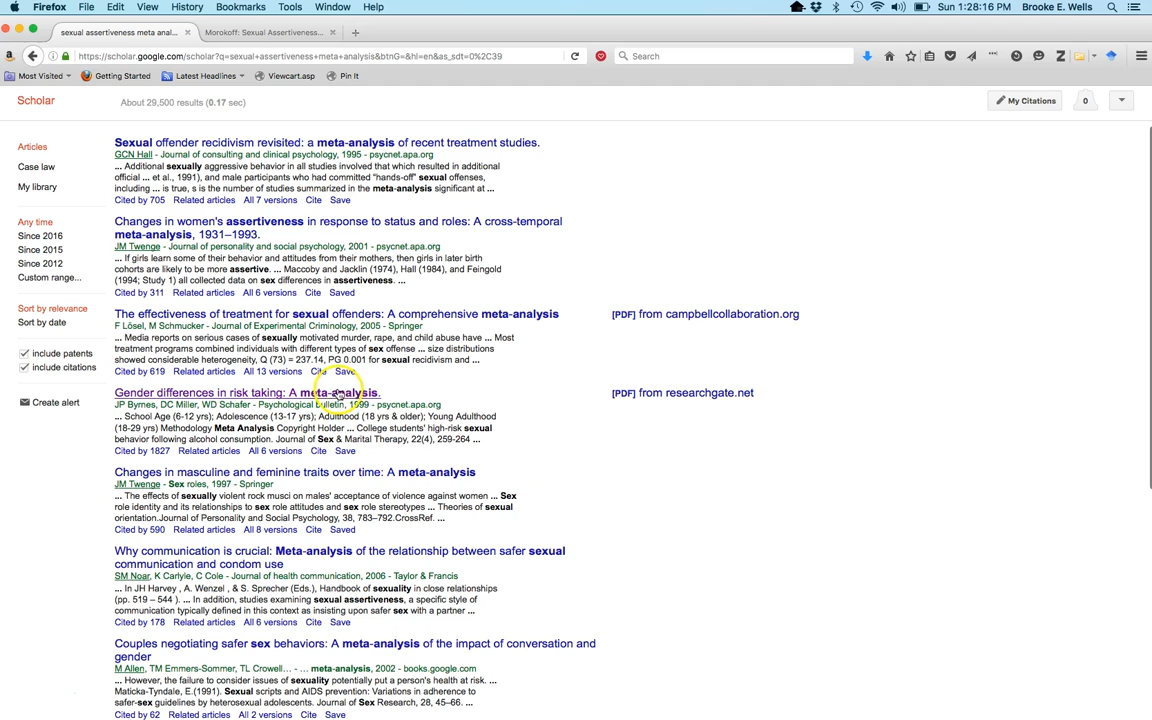 Firefox File Edit View History Bookmarks Tools Window Help Sun 1:28:16 PM Brooke E. Wells
sexual assertiveness meta anal... × Morokoff: Sexual Assertivenes... × +
https://scholar.google.com/scholar?q=sexual+assertiveness+meta+analysis&btnG=&hl=en&as_sdt=0%2C39 Search
Most Visited Getting Started Latest Headlines Viewcart.asp Pin It
Scholar About 29,500 results (0.17 sec) My Citations 0
Articles
Case law
My library
Any time
Since 2016
Since 2015
Since 2012
Custom range...
Sort by relevance
Sort by date
include patents
include citations
Create alert
Sexual offender recidivism revisited: a meta-analysis of recent treatment studies.
GCN Hall - Journal of consulting and clinical psychology, 1995 - psycnet.apa.org
... Additional sexually aggressive behavior in all studies involved that which resulted in additional
official ... et al., 1991), and male participants who had committed “hands-off” sexual offenses,
including ... is true, s is the number of studies summarized in the meta-analysis significant at ...
Cited by 705 Related articles All 7 versions Cite Save
Changes in women's assertiveness in response to status and roles: A cross-temporal
meta-analysis, 1931–1993.
JM Twenge - Journal of personality and social psychology, 2001 - psycnet.apa.org
... If girls learn some of their behavior and attitudes from their mothers, then girls in later birth
cohorts are likely to be more assertive. ... Maccoby and Jacklin (1974), Hall (1984), and Feingold
(1994; Study 1) all collected data on sex differences in assertiveness. ...
Cited by 311 Related articles All 6 versions Cite Saved
The effectiveness of treatment for sexual offenders: A comprehensive meta-analysis
[PDF] from campbellcollaboration.org
F Lösel, M Schmucker - Journal of Experimental Criminology, 2005 - Springer
... Media reports on serious cases of sexually motivated murder, rape, and child abuse have ... Most
treatment programs combined individuals with different types of sex offense ... size distributions
showed considerable heterogeneity, Q (73) = 237.14, PG 0.001 for sexual recidivism and ...
Cited by 619 Related articles All 13 versions Cite Save
Gender differences in risk taking: A meta-analysis.
[PDF] from researchgate.net
JP Byrnes, DC Miller, WD Schafer - Psychological bulletin, 1999 - psycnet.apa.org
... School Age (6-12 yrs); Adolescence (13-17 yrs); Adulthood (18 yrs & older); Young Adulthood
(18-29 yrs) Methodology Meta Analysis Copyright Holder ... College students' high-risk sexual
behavior following alcohol consumption. Journal of Sex & Marital Therapy, 22(4), 259-264 ...
Cited by 1827 Related articles All 6 versions Cite Save
Changes in masculine and feminine traits over time: A meta-analysis
JM Twenge - Sex roles, 1997 - Springer
... The effects of sexually violent rock musci on males' acceptance of violence against women ... Sex
role identity and its relationships to sex role attitudes and sex role stereotypes ... Theories of sexual
orientation.Journal of Personality and Social Psychology, 38, 783–792.CrossRef. ...
Cited by 590 Related articles All 8 versions Cite Saved
Why communication is crucial: Meta-analysis of the relationship between safer sexual
communication and condom use
SM Noar, K Carlyle, C Cole - Journal of health communication, 2006 - Taylor & Francis
... In JH Harvey , A. Wenzel , & S. Sprecher (Eds.), Handbook of sexuality in close relationships
(pp. 519 – 544 ). ... In addition, studies examining sexual assertiveness, a specific style of
communication typically defined in this context as insisting upon safer sex with a partner ...
Cited by 178 Related articles All 6 versions Cite Save
Couples negotiating safer sex behaviors: A meta-analysis of the impact of conversation and
gender
M Allen, TM Emmers-Sommer, TL Crowell... - ... meta-analysis, 2002 - books.google.com
... However, the failure to consider issues of sexuality potentially put a person's health at risk. ...
Maticka-Tyndale, E.(1991). Sexual scripts and AIDS prevention: Variations in adherence to
safer-sex guidelines by heterosexual adolescents. Journal of Sex Research, 28, 45–66. ...
Cited by 62 Related articles All 2 versions Cite Save